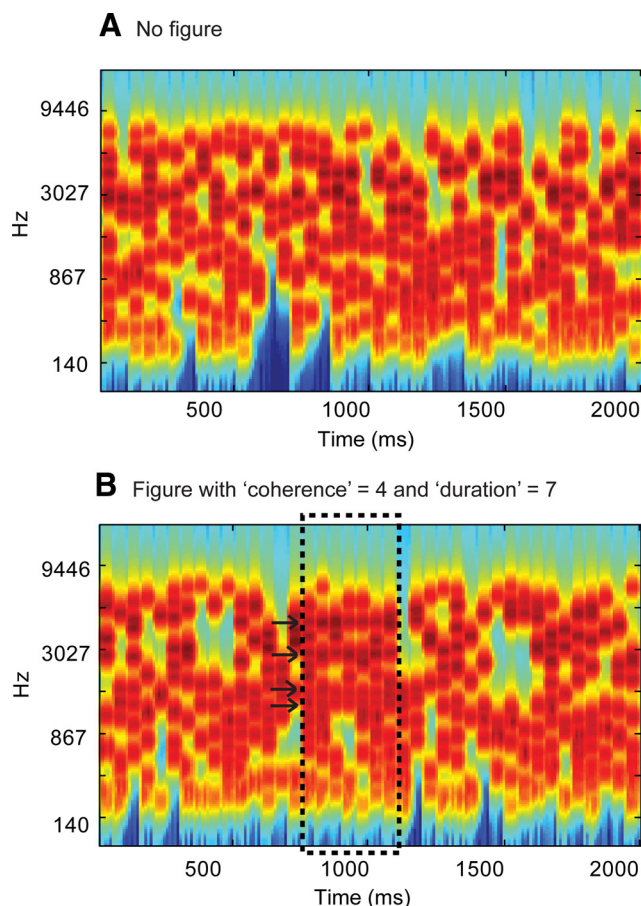 A No figure
Hz
9446
3027
867
140
500 1000 1500 2000
Time (ms)
B Figure with ‘coherence’ = 4 and ‘duration’ = 7
Hz
9446
3027
867
140
500 1000 1500 2000
Time (ms)